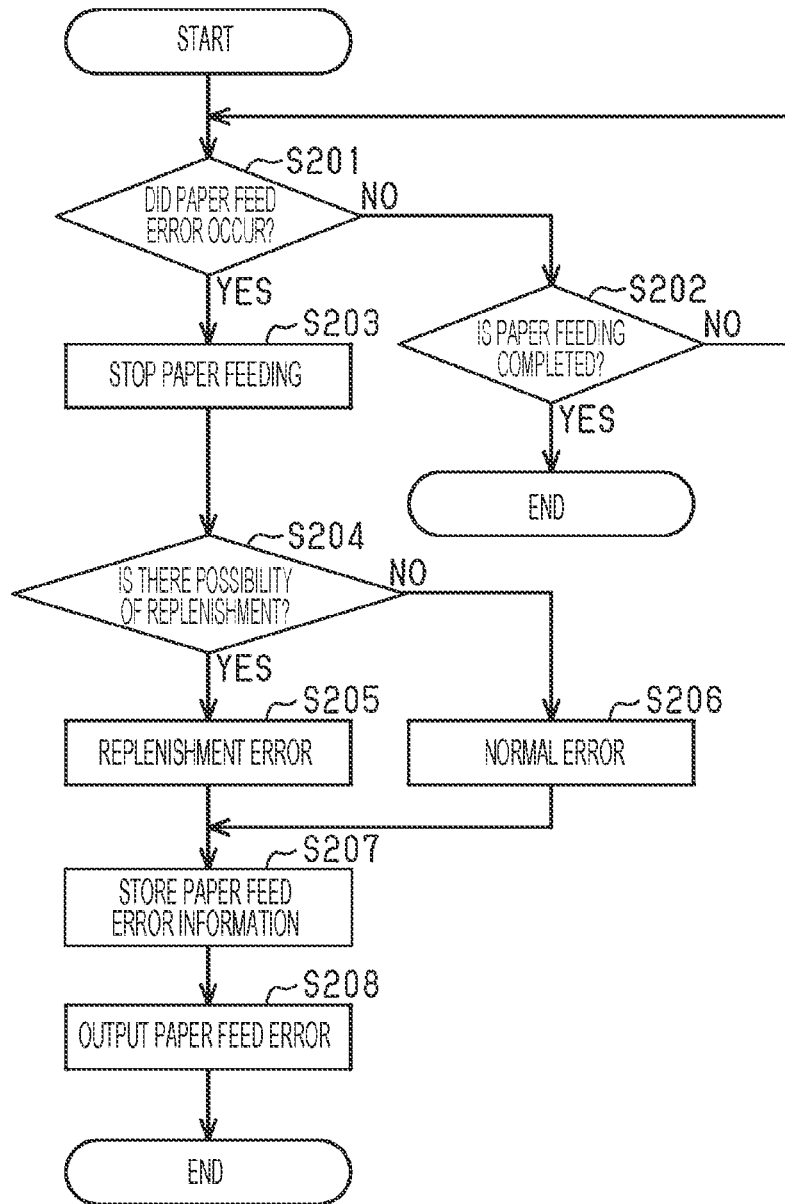 START
S201
DID PAPER FEED
ERROR OCCUR?
NO
YES
S202
IS PAPER FEEDING
COMPLETED?
NO
YES
END
S203
STOP PAPER FEEDING
S204
IS THERE POSSIBILITY
OF REPLENISHMENT?
NO
YES
S205
REPLENISHMENT ERROR
S206
NORMAL ERROR
S207
STORE PAPER FEED
ERROR INFORMATION
S208
OUTPUT PAPER FEED ERROR
END